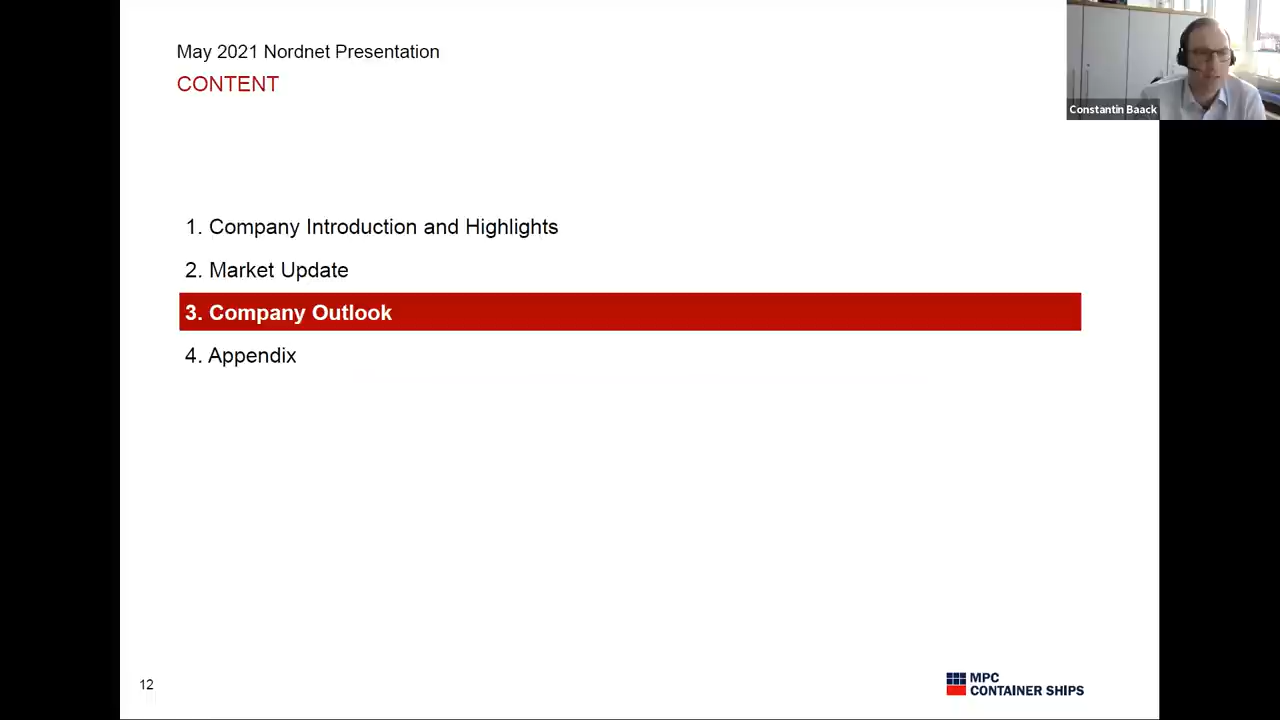 May 2021 Nordnet Presentation
CONTENT
Constantin Baack
1. Company Introduction and Highlights
2. Market Update
3. Company Outlook
4. Appendix
12
MPC
CONTAINER SHIPS